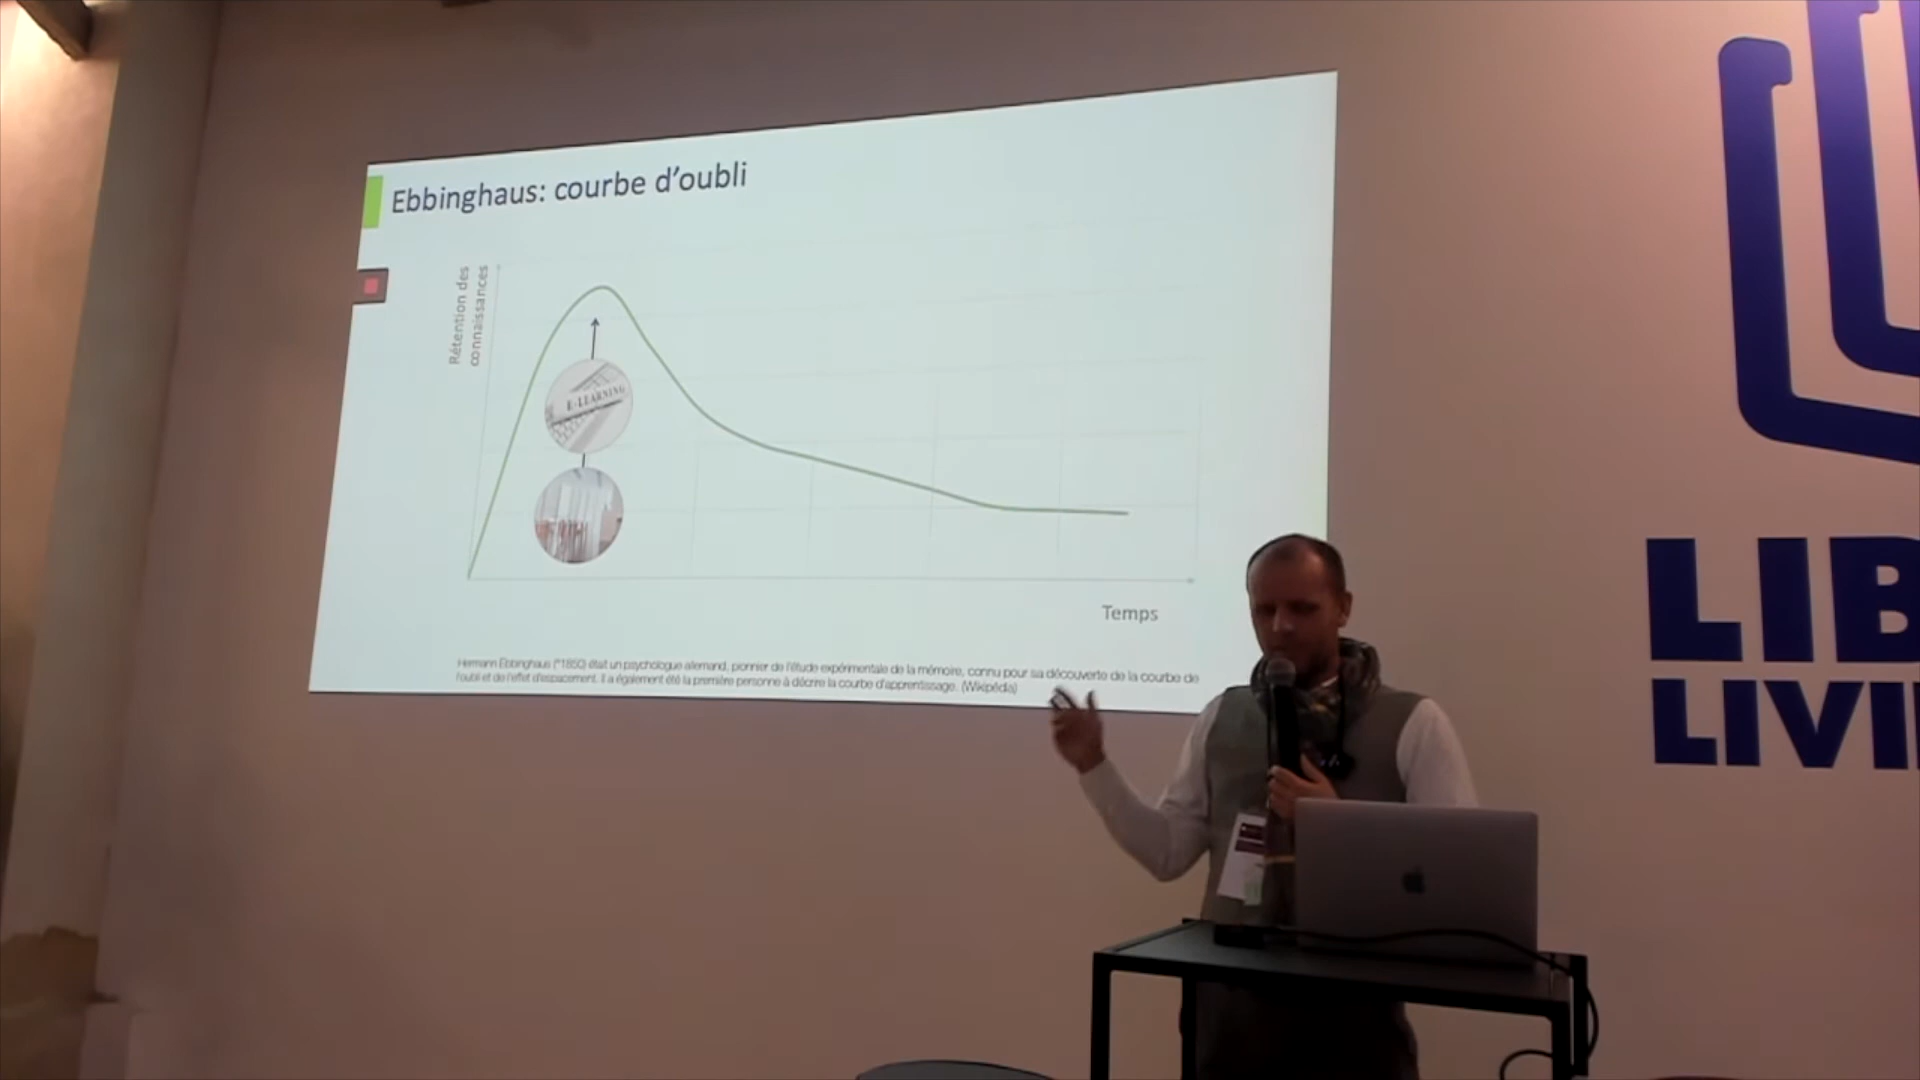 Ebbinghaus: courbe d'oubli
Rétention des
connaissances
E-LEARNING
Temps
Hermann Ebbinghaus (°1850) était un psychologue allemand, pionnier de l'étude expérimentale de la mémoire, connu pour sa découverte de la courbe de
l'oubli et de l'effet d'espacement. Il a également été la première personne à décrire la courbe d'apprentissage. (Wikipédia)
LIB
LIVI